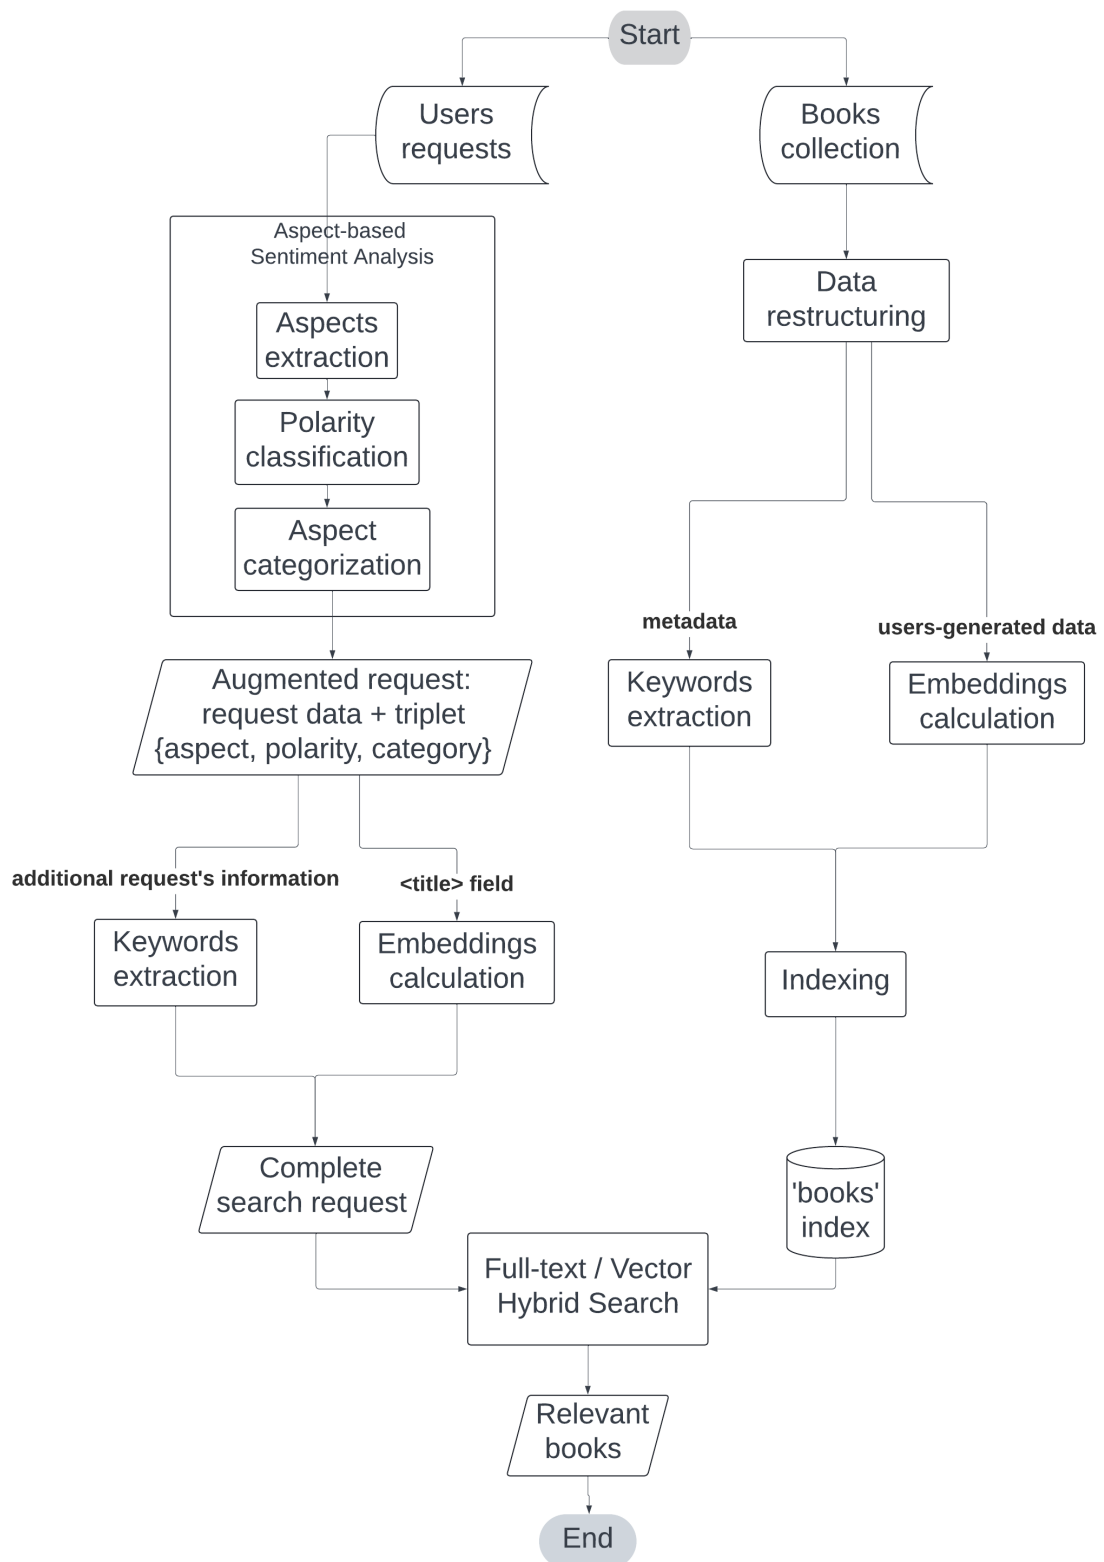 Start
Users
requests
Books
collection
Aspect-based
Sentiment Analysis
Data
restructuring
Aspects
extraction
Polarity
classification
Aspect
categorization
metadata
users-generated data
Augmented request:
request data + triplet
{aspect, polarity, category}
Keywords
extraction
Embeddings
calculation
additional request's information
<title> field
Keywords
extraction
Embeddings
calculation
Indexing
Complete
search request
'books'
index
Full-text / Vector
Hybrid Search
Relevant
books
End